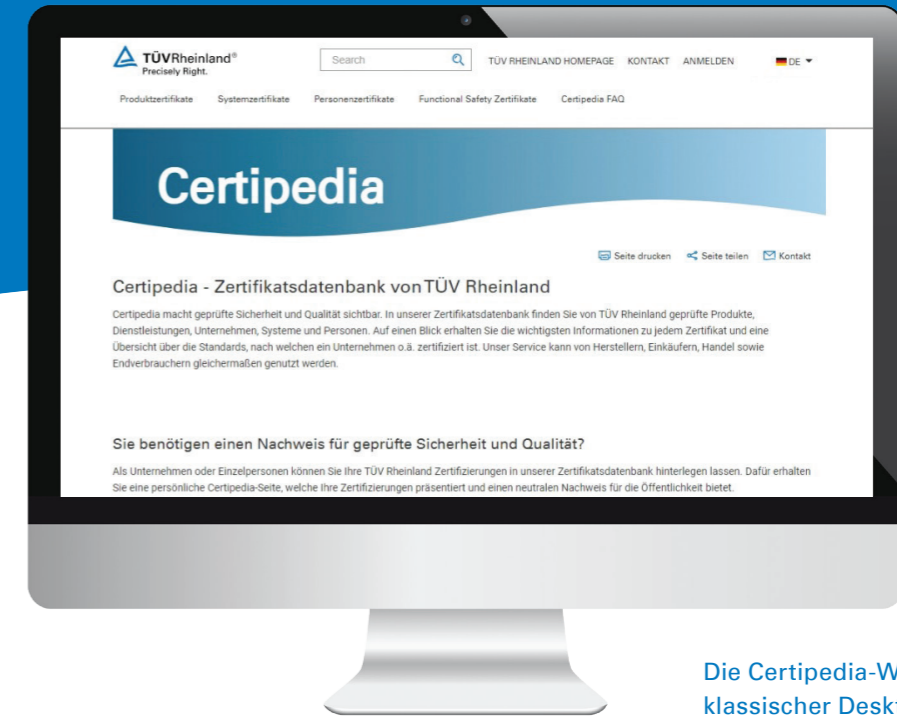 TÜVRheinland®
Precisely Right.
Search
TÜV RHEINLAND HOMEPAGE KONTAKT ANMELDEN DE
Produktzertifikate Systemzertifikate Personenzertifikate Functional Safety Zertifikate Certipedia FAQ
Certipedia
Seite drucken Seite teilen Kontakt
Certipedia - Zertifikatsdatenbank von TÜV Rheinland
Certipedia macht geprüfte Sicherheit und Qualität sichtbar. In unserer Zertifikatsdatenbank finden Sie von TÜV Rheinland geprüfte Produkte,
Dienstleistungen, Unternehmen, Systeme und Personen. Auf einen Blick erhalten Sie die wichtigsten Informationen zu jedem Zertifikat und eine
Übersicht über die Standards, nach welchen ein Unternehmen o.ä. zertifiziert ist. Unser Service kann von Herstellern, Einkäufern, Handel sowie
Endverbrauchern gleichermaßen genutzt werden.
Sie benötigen einen Nachweis für geprüfte Sicherheit und Qualität?
Als Unternehmen oder Einzelpersonen können Sie Ihre TÜV Rheinland Zertifizierungen in unserer Zertifikatsdatenbank hinterlegen lassen. Dafür erhalten
Sie eine persönliche Certipedia-Seite, welche Ihre Zertifizierungen präsentiert und einen neutralen Nachweis für die Öffentlichkeit bietet.
Die Certipedia-W
klassischer Deskt